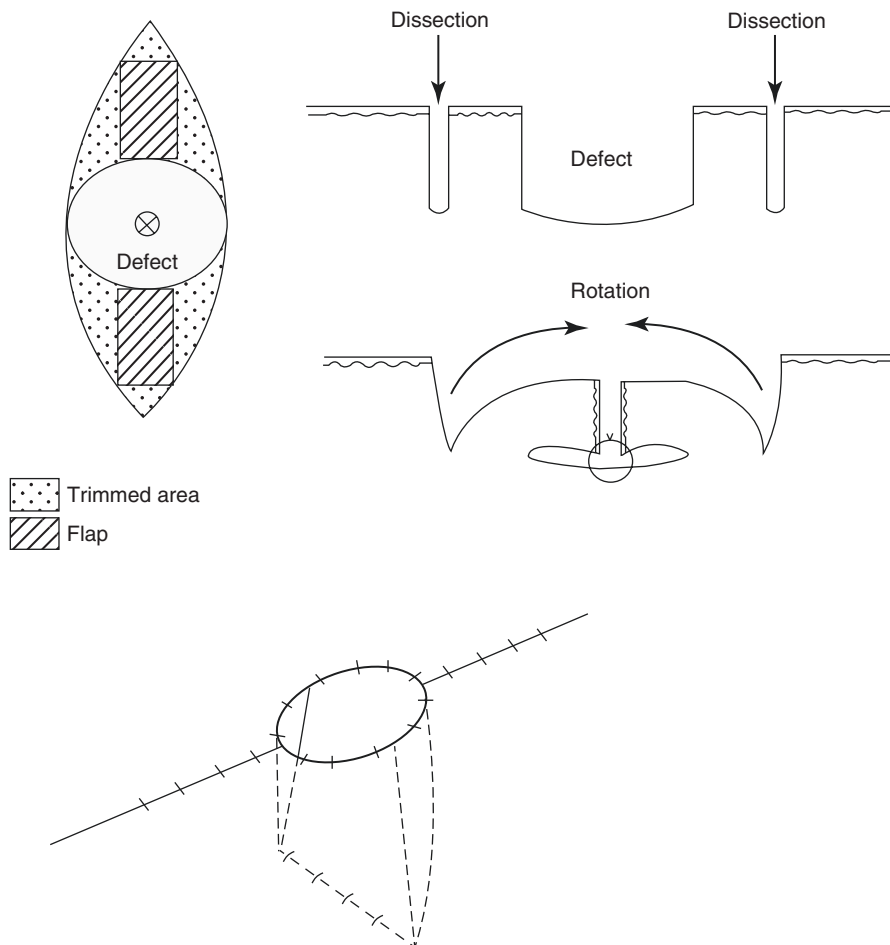 Dissection
Dissection
Defect
Defect
Rotation
Trimmed area
Flap